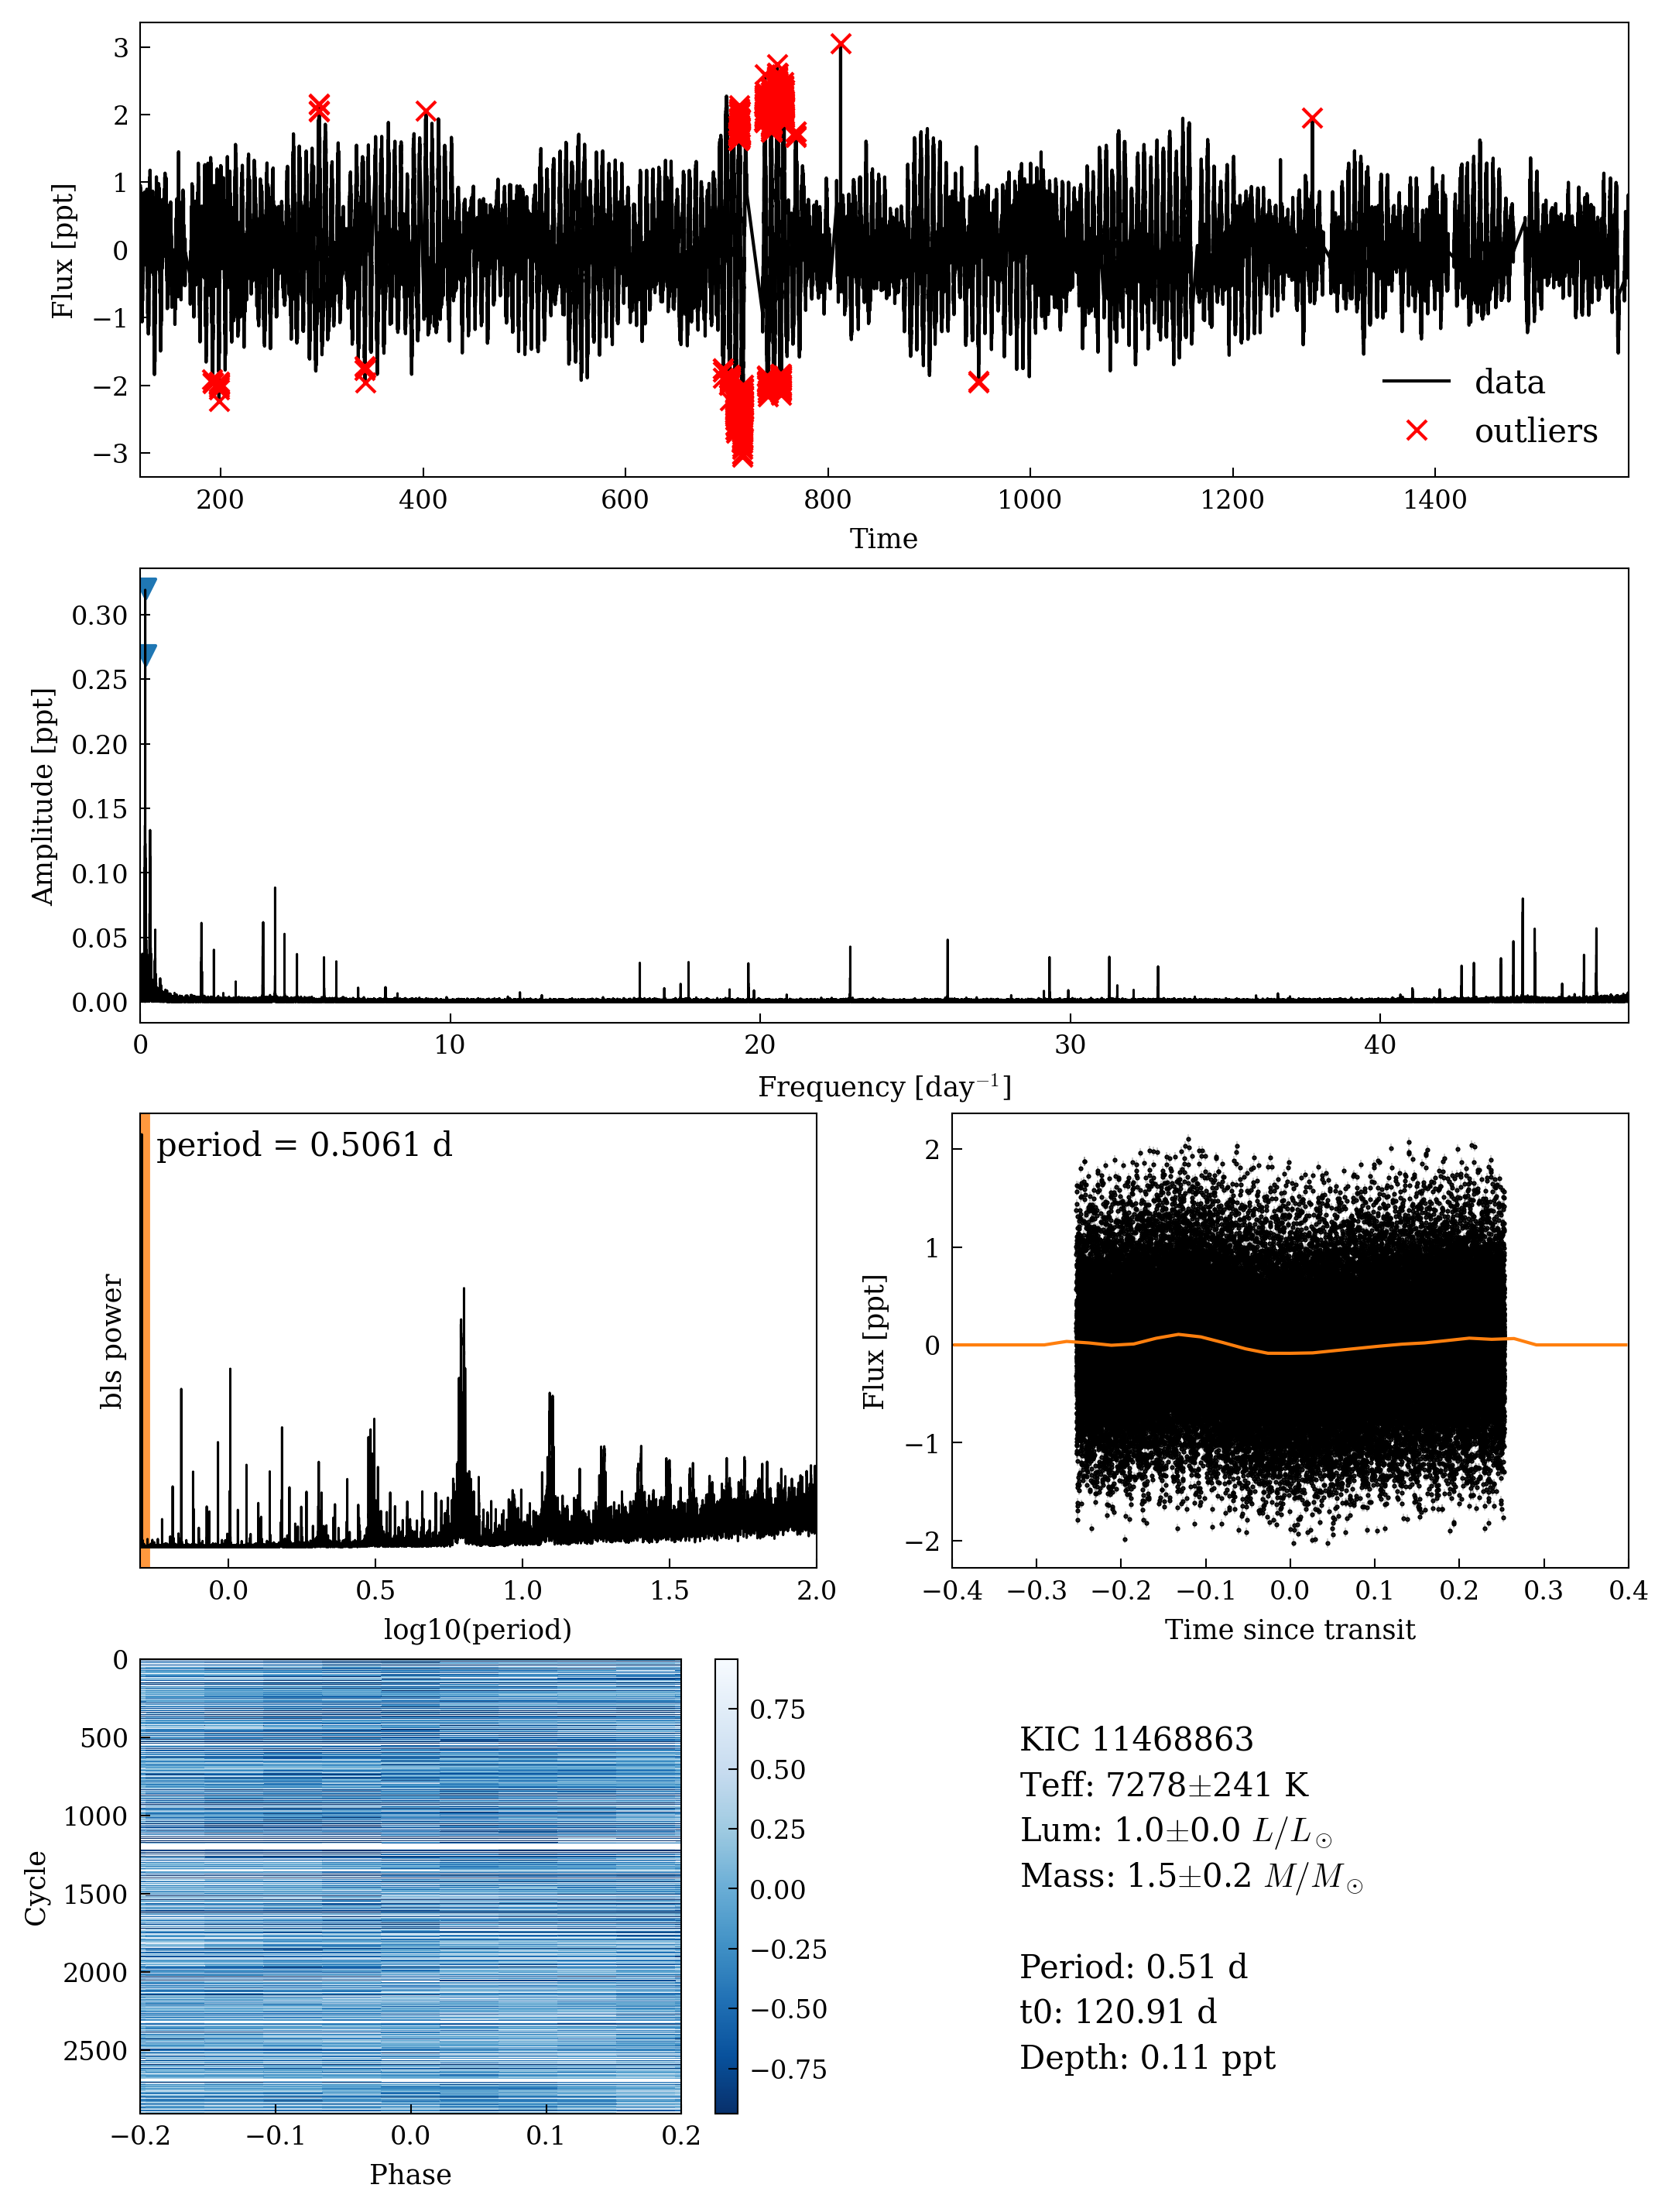 3
2
1
0
−1
−2
−3
Flux [ppt]
data
outliers
200 400 600 800 1000 1200 1400
Time
0.30
0.25
0.20
0.15
0.10
0.05
0.00
Amplitude [ppt]
0 10 20 30 40
Frequency [day⁻¹]
period = 0.5061 d
bls power
0.0 0.5 1.0 1.5 2.0
log10(period)
2
1
0
−1
−2
Flux [ppt]
−0.4 −0.3 −0.2 −0.1 0.0 0.1 0.2 0.3 0.4
Time since transit
0
500
1000
1500
2000
2500
Cycle
−0.2 −0.1 0.0 0.1 0.2
Phase
0.75
0.50
0.25
0.00
−0.25
−0.50
−0.75
KIC 11468863
Teff: 7278±241 K
Lum: 1.0±0.0 L/L⊙
Mass: 1.5±0.2 M/M⊙
Period: 0.51 d
t0: 120.91 d
Depth: 0.11 ppt